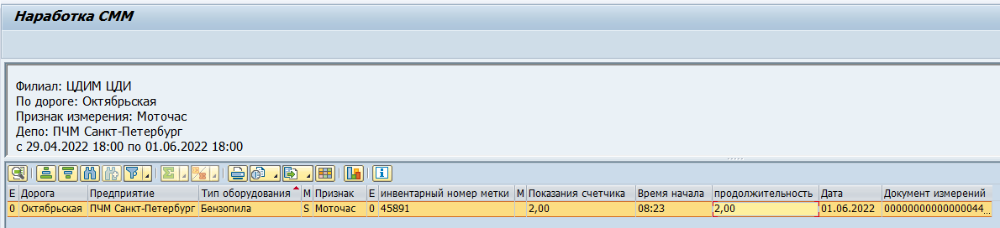 Наработка СММ
Филиал: ЦДИМ ЦДИ
По дороге: Октябрьская
Признак измерения: Моточас
Депо: ПЧМ Санкт-Петербург
с 29.04.2022 18:00 по 01.06.2022 18:00
Е Дорога Предприятие Тип оборудования М Признак Е инвентарный номер метки М Показания счетчика Время начала продолжительность Дата Документ измерений
0 Октябрьская ПЧМ Санкт-Петербург Бензопила S Моточас 0 45891 2,00 08:23 2,00 01.06.2022 00000000000000044...